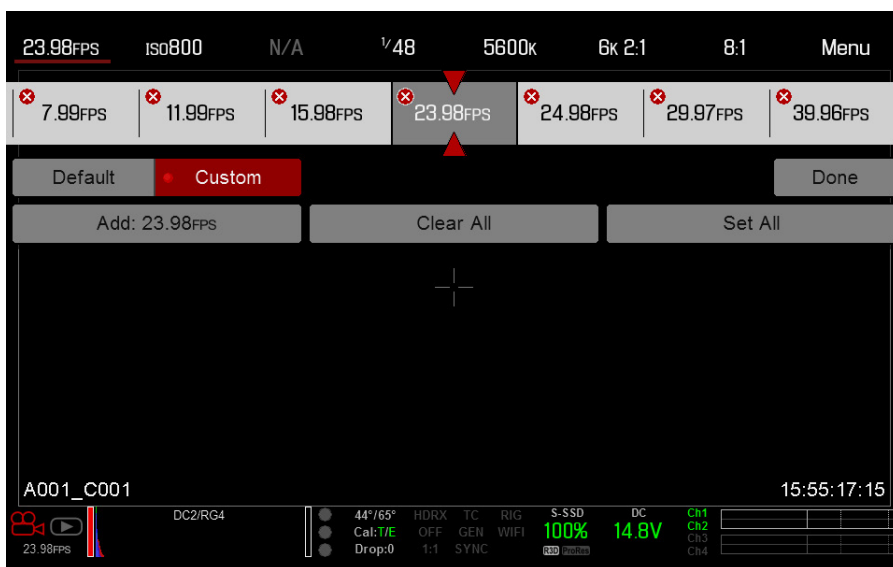 23.98FPS ISO800 N/A 1/48 5600K 6K 2:1 8:1 Menu
7.99FPS 11.99FPS 15.98FPS 23.98FPS 24.98FPS 29.97FPS 39.96FPS
Default Custom Done
Add: 23.98FPS Clear All Set All
A001_C001 15:55:17:15
DC2/RG4 44°/65° HDRX TC RIG S-SSD DC Ch1
Cal:T/E OFF GEN WIFI 100% 14.8V Ch2
Ch3
23.98FPS Drop:0 1:1 SYNC R3D ProRes Ch4